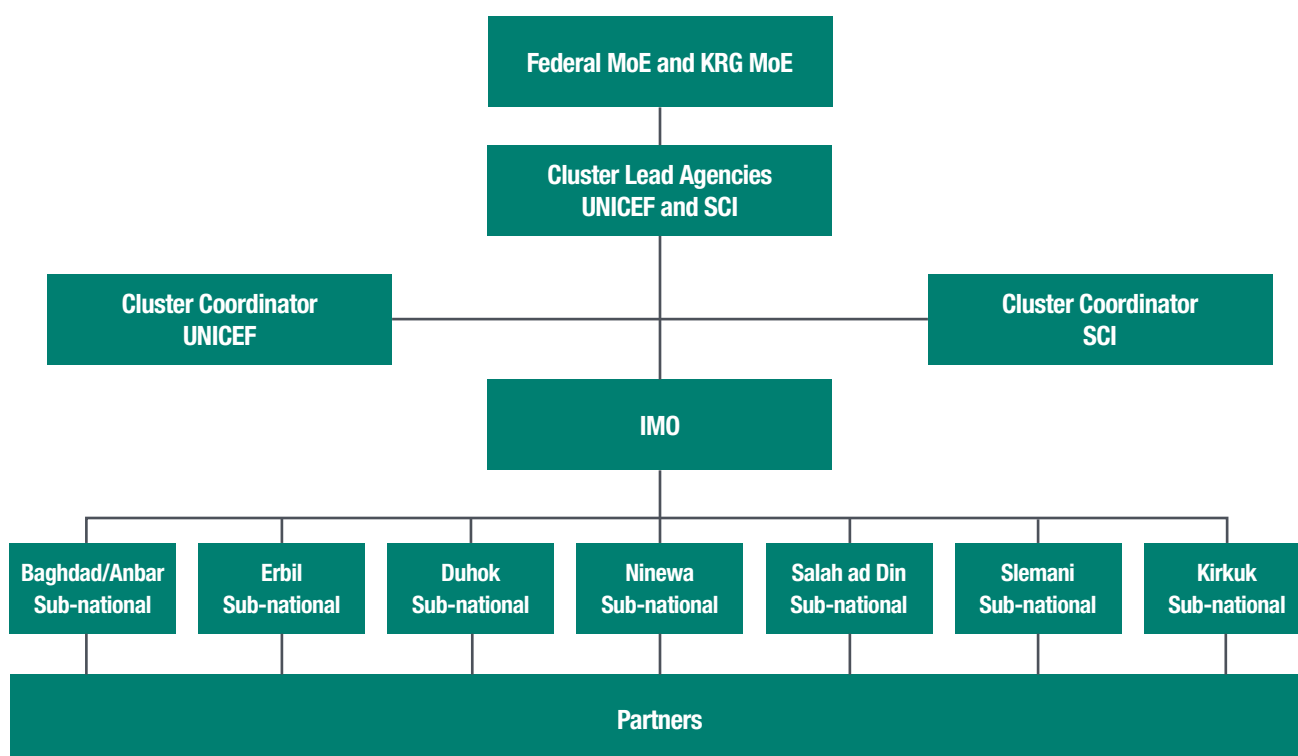 Federal MoE and KRG MoE
Cluster Lead Agencies
UNICEF and SCI
Cluster Coordinator
UNICEF
Cluster Coordinator
SCI
IMO
Baghdad/Anbar
Sub-national
Erbil
Sub-national
Duhok
Sub-national
Ninewa
Sub-national
Salah ad Din
Sub-national
Slemani
Sub-national
Kirkuk
Sub-national
Partners